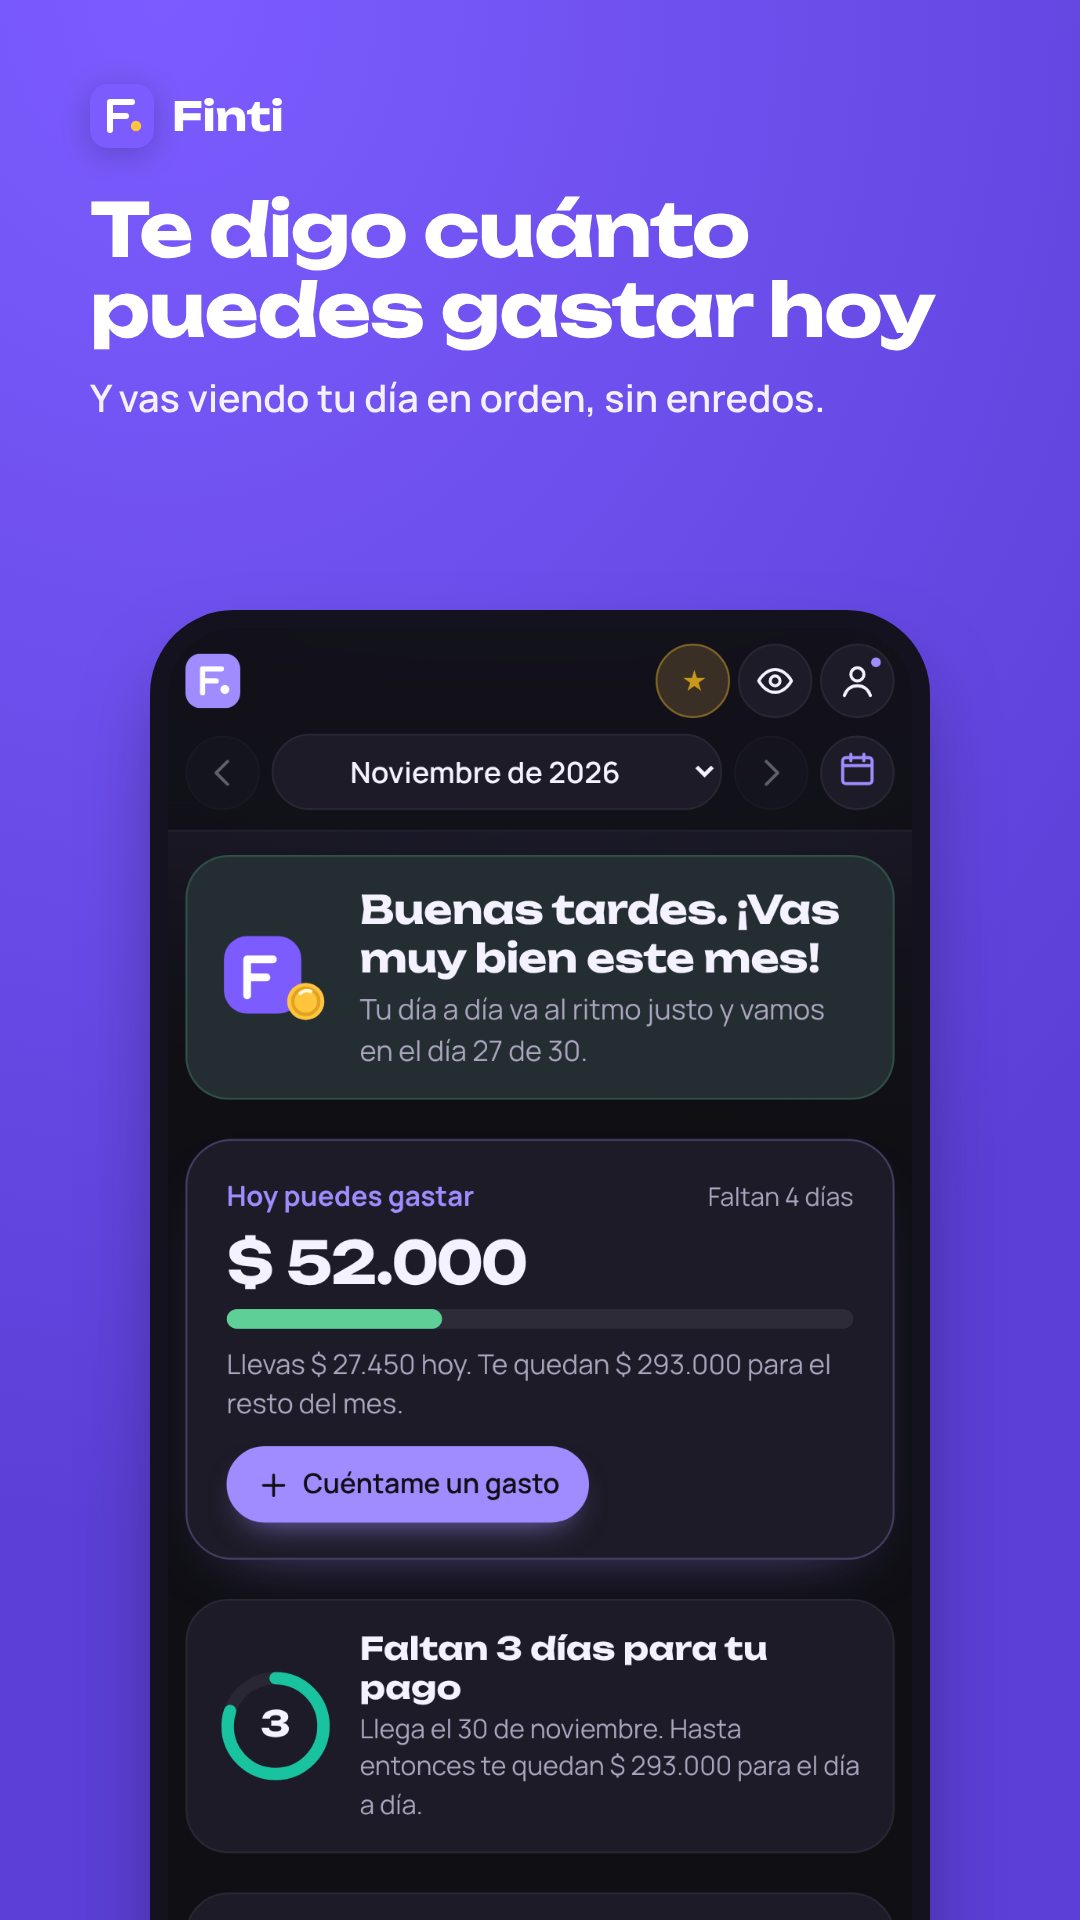 F.
Finti
Te digo cuánto
puedes gastar hoy
Y vas viendo tu día en orden, sin enredos.
F.
Noviembre de 2026
F
Buenas tardes. ¡Vas
muy bien este mes!
Tu día a día va al ritmo justo y vamos
en el día 27 de 30.
Hoy puedes gastar
Faltan 4 días
$ 52.000
Llevas $ 27.450 hoy. Te quedan $ 293.000 para el
resto del mes.
+ Cuéntame un gasto
3
Faltan 3 días para tu
pago
Llega el 30 de noviembre. Hasta
entonces te quedan $ 293.000 para el día
a día.